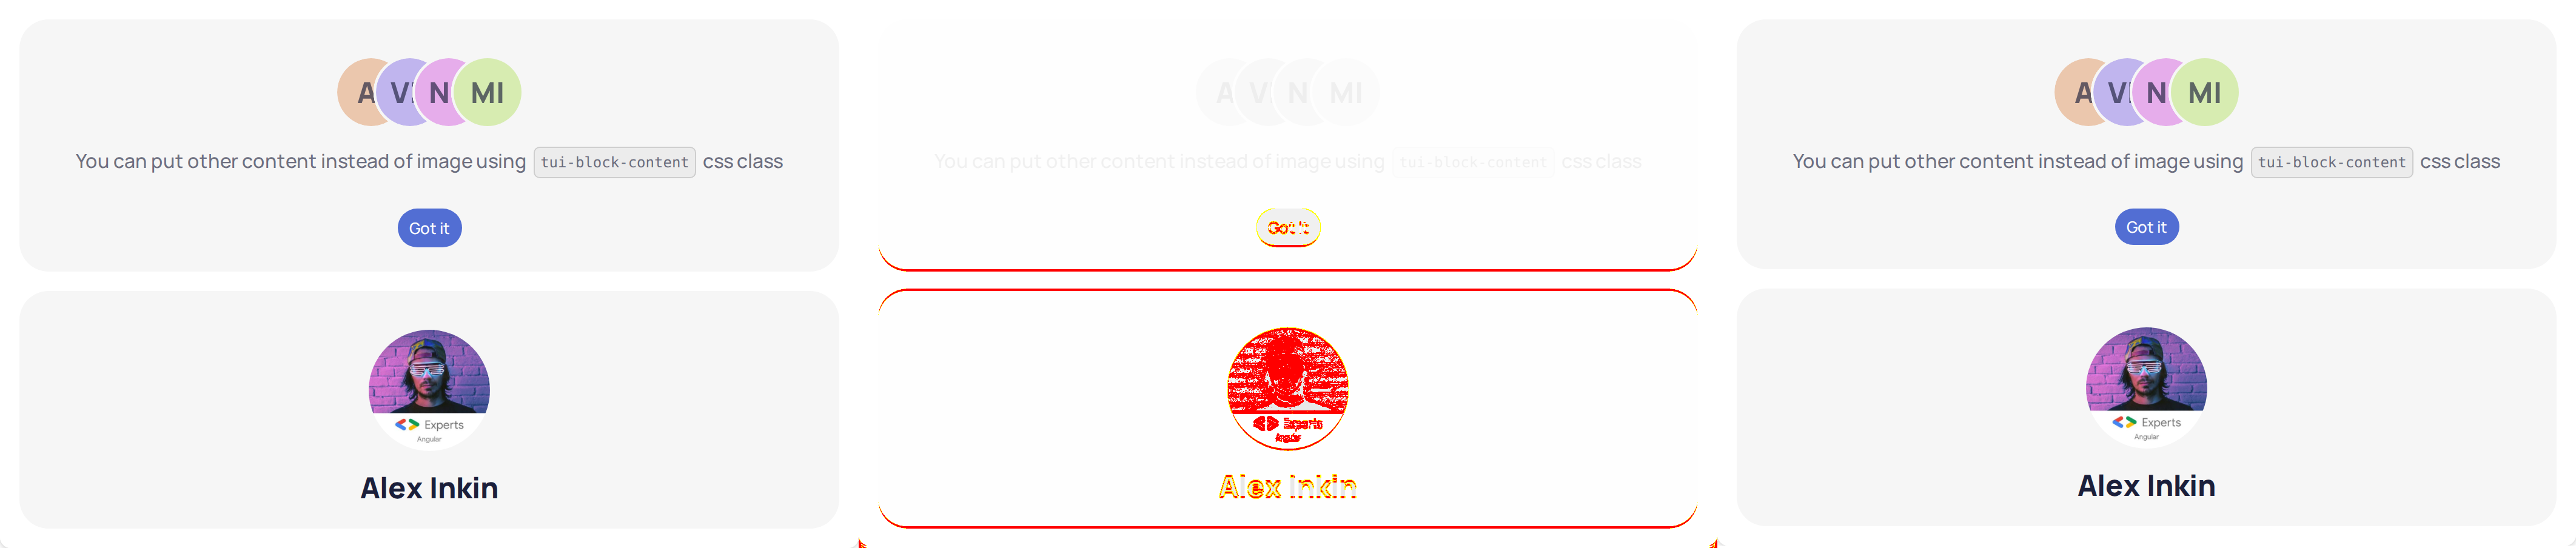 A VI N MI
You can put other content instead of image using tui-block-content css class
Got it
Experts
Angular
Alex Inkin
A VI N MI
You can put other content instead of image using tui-block-content css class
Got it
Experts
Angular
Alex Inkin
A VI N MI
You can put other content instead of image using tui-block-content css class
Got it
Experts
Angular
Alex Inkin